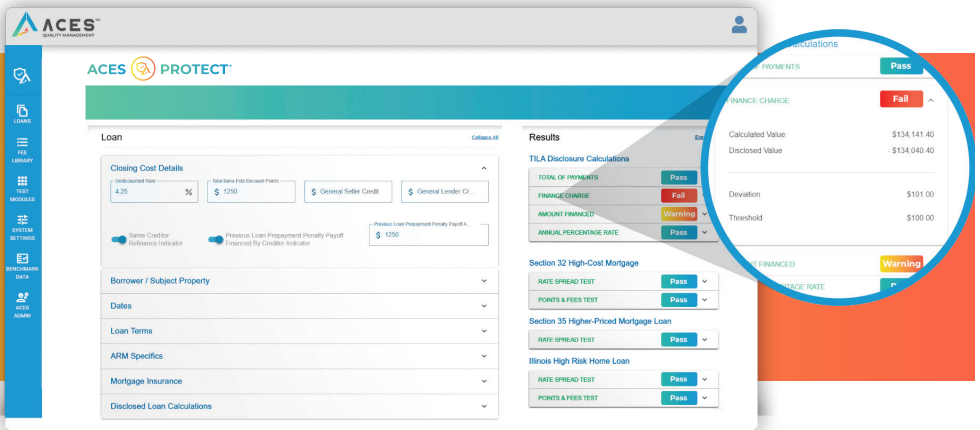 ACES™
QUALITY MANAGEMENT
LOANS
FEE
LIBRARY
TEST
MODULES
SYSTEM
SETTINGS
BENCHMARK
DATA
ACES
ADMIN
ACES PROTECT
Loan
Collapse All
Closing Cost Details
Undiscounted Rate
4.25 %
Total Bona Fide Discount Points
$ 1250
$ General Seller Credit
$ General Lender Cr...
Same Creditor
Refinance Indicator
Previous Loan Prepayment Penalty Payoff
Financed By Creditor Indicator
Previous Loan Prepayment Penalty Payoff A...
$ 1250
Borrower / Subject Property
Dates
Loan Terms
ARM Specifics
Mortgage Insurance
Disclosed Loan Calculations
Results
TILA Disclosure Calculations
TOTAL OF PAYMENTS Pass
FINANCE CHARGE Fail
AMOUNT FINANCED Warning
ANNUAL PERCENTAGE RATE Pass
Section 32 High-Cost Mortgage
RATE SPREAD TEST Pass
POINTS & FEES TEST Pass
Section 35 Higher-Priced Mortgage Loan
RATE SPREAD TEST Pass
Illinois High Risk Home Loan
RATE SPREAD TEST Pass
POINTS & FEES TEST Pass
Calculations
OF PAYMENTS Pass
FINANCE CHARGE Fail
Calculated Value $134,141.40
Disclosed Value - $134,040.40
Deviation $101.00
Threshold $100.00
FINANCED Warning
RATE